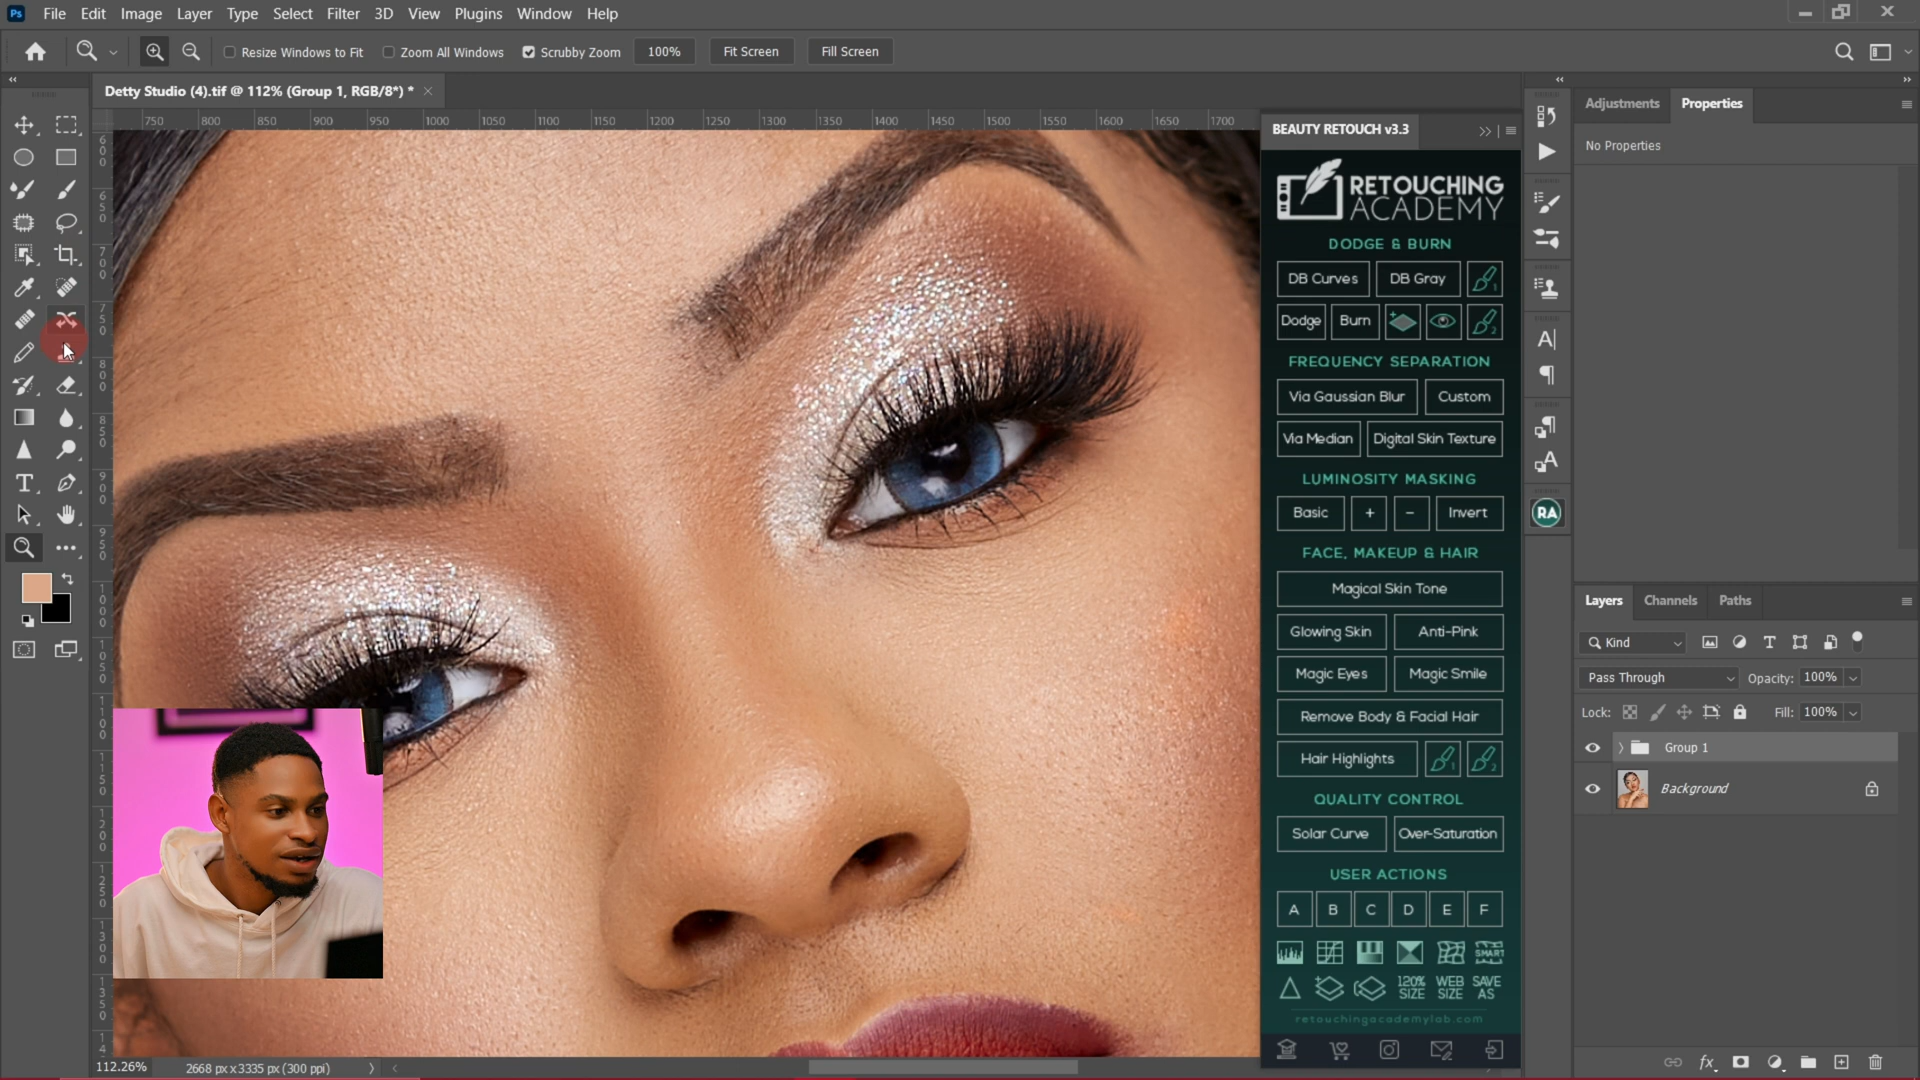 Ps File Edit Image Layer Type Select Filter 3D View Plugins Window Help
Resize Windows to Fit Zoom All Windows Scrubby Zoom 100% Fit Screen Fill Screen
Detty Studio (4).tif @ 112% (Group 1, RGB/8*) * ×
750 800 850 900 950 1000 1050 1100 1150 1200 1250 1300 1350 1400 1450 1500 1550 1600 1650 1700
BEAUTY RETOUCH v3.3
RETOUCHING
ACADEMY
DODGE & BURN
DB Curves DB Gray 1
Dodge Burn 2
FREQUENCY SEPARATION
Via Gaussian Blur Custom
Via Median Digital Skin Texture
LUMINOSITY MASKING
Basic + − Invert
FACE, MAKEUP & HAIR
Magical Skin Tone
Glowing Skin Anti-Pink
Magic Eyes Magic Smile
Remove Body & Facial Hair
Hair Highlights 1 2
QUALITY CONTROL
Solar Curve Over-Saturation
USER ACTIONS
A B C D E F
SMART
120% SIZE WEB SIZE SAVE AS
retouchingacademylab.com
RA
Adjustments Properties
No Properties
Layers Channels Paths
Kind
Pass Through Opacity: 100%
Lock: Fill: 100%
Group 1
Background
fx
112.26% 2668 px x 3335 px (300 ppi)